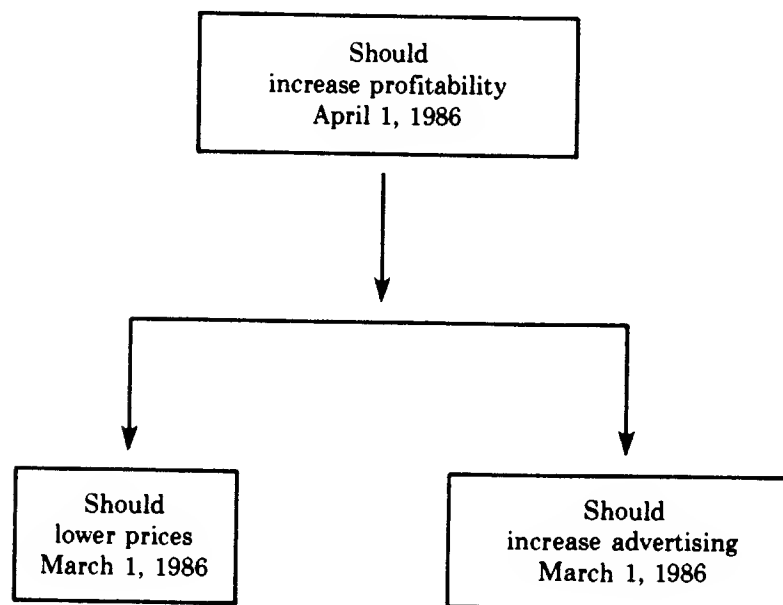 Should
increase profitability
April 1, 1986
Should
lower prices
March 1, 1986
Should
increase advertising
March 1, 1986